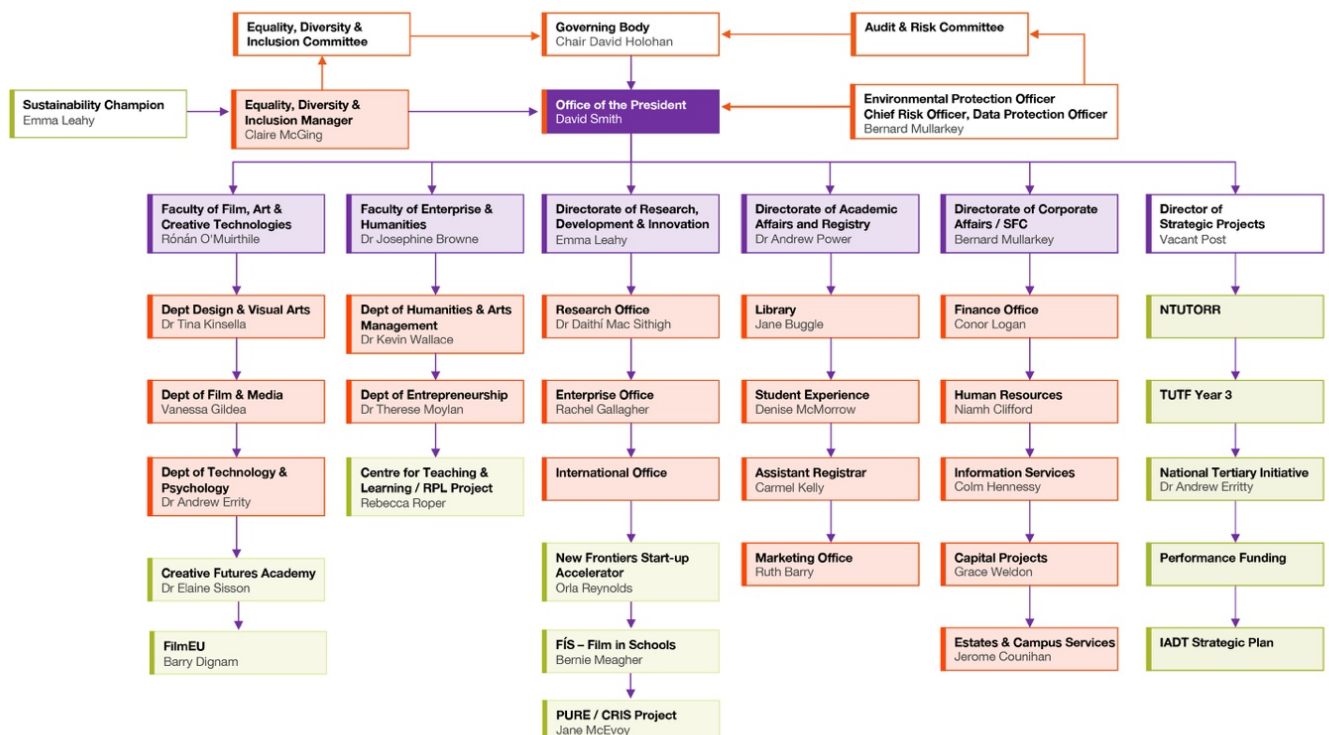 Equality, Diversity &
Inclusion Committee
Governing Body
Chair David Holohan
Audit & Risk Committee
Sustainability Champion
Emma Leahy
Equality, Diversity &
Inclusion Manager
Claire McGing
Office of the President
David Smith
Environmental Protection Officer
Chief Risk Officer, Data Protection Officer
Bernard Mullarkey
Faculty of Film, Art &
Creative Technologies
Rónán O'Muirthile
Dept Design & Visual Arts
Dr Tina Kinsella
Dept of Film & Media
Vanessa Gildea
Dept of Technology &
Psychology
Dr Andrew Errity
Creative Futures Academy
Dr Elaine Sisson
FilmEU
Barry Dignam
Faculty of Enterprise &
Humanities
Dr Josephine Browne
Dept of Humanities & Arts
Management
Dr Kevin Wallace
Dept of Entrepreneurship
Dr Therese Moylan
Centre for Teaching &
Learning / RPL Project
Rebecca Roper
Directorate of Research,
Development & Innovation
Emma Leahy
Research Office
Dr Daithí Mac Sithigh
Enterprise Office
Rachel Gallagher
International Office
New Frontiers Start-up
Accelerator
Orla Reynolds
FÍS – Film in Schools
Bernie Meagher
PURE / CRIS Project
Jane McEvoy
Directorate of Academic
Affairs and Registry
Dr Andrew Power
Library
Jane Buggle
Student Experience
Denise McMorrow
Assistant Registrar
Carmel Kelly
Marketing Office
Ruth Barry
Directorate of Corporate
Affairs / SFC
Bernard Mullarkey
Finance Office
Conor Logan
Human Resources
Niamh Clifford
Information Services
Colm Hennessy
Capital Projects
Grace Weldon
Estates & Campus Services
Jerome Counihan
Director of
Strategic Projects
Vacant Post
NTUTORR
TUTF Year 3
National Tertiary Initiative
Dr Andrew Erritty
Performance Funding
IADT Strategic Plan